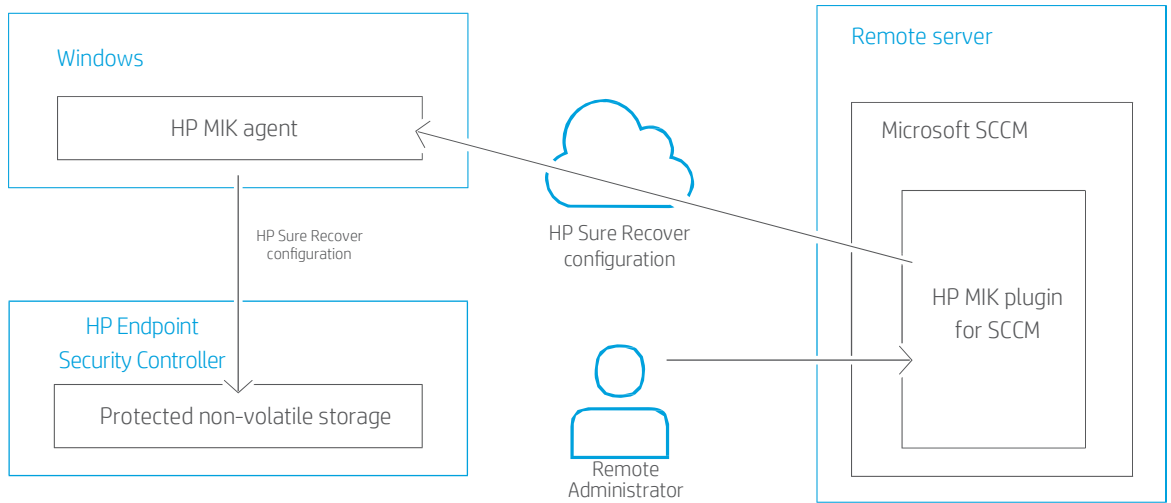 Windows
HP MIK agent
HP Sure Recover
configuration
HP Endpoint
Security Controller
Protected non-volatile storage
HP Sure Recover
configuration
Remote
Administrator
Remote server
Microsoft SCCM
HP MIK plugin
for SCCM